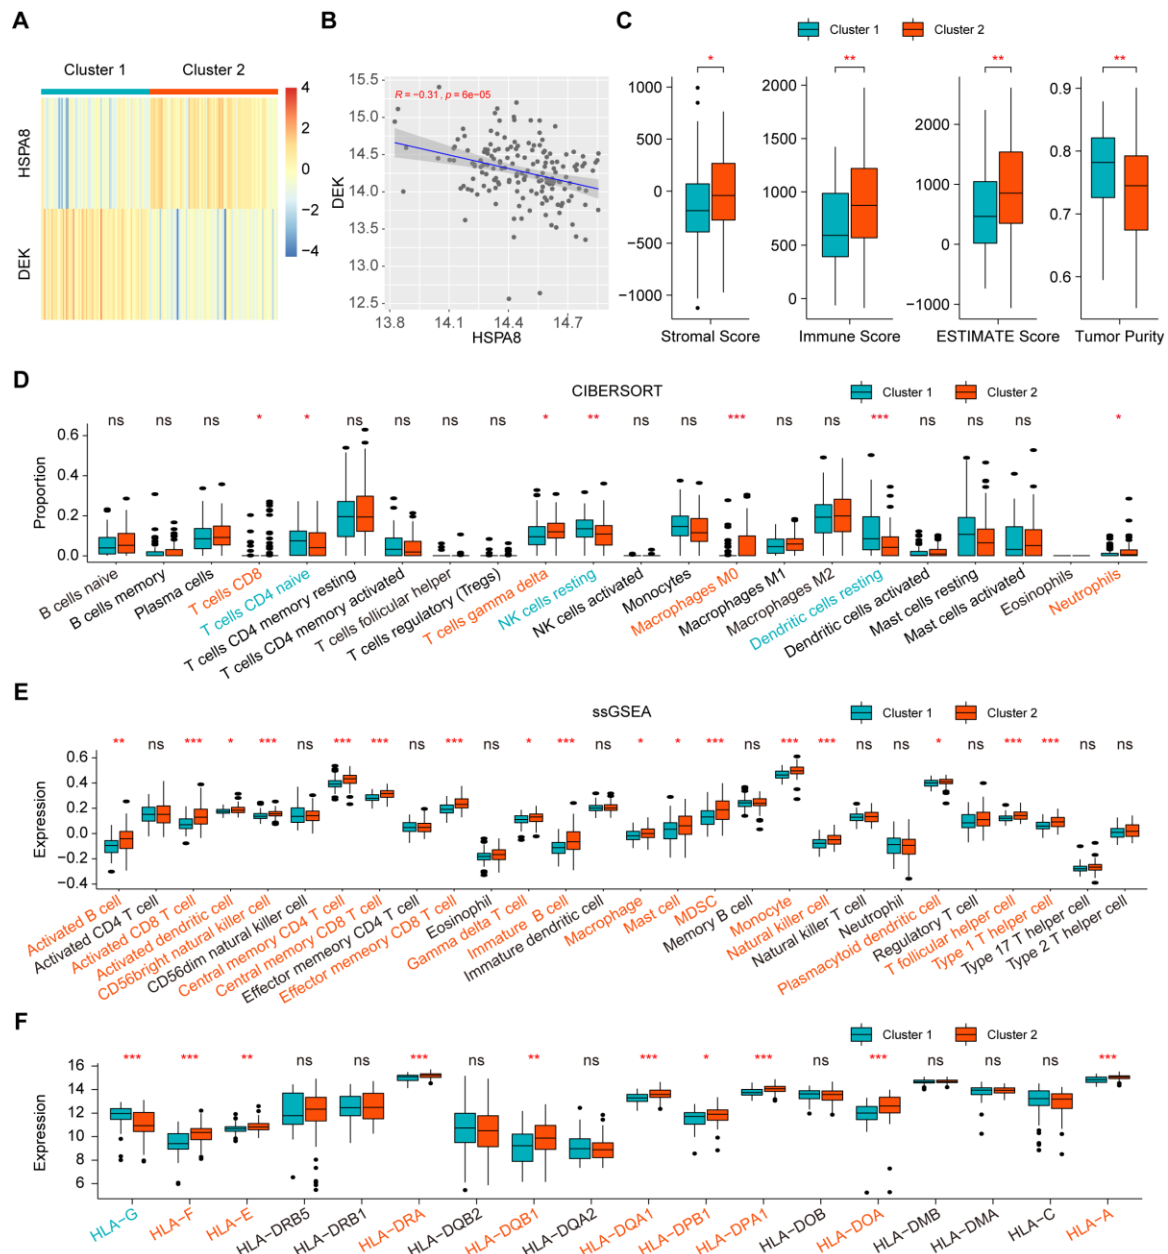 A
Cluster 1
Cluster 2
HSPA8
DEK
4
2
0
−2
−4
B
R = −0.31, p = 6e−05
15.5
15.0
14.5
14.0
13.5
13.0
12.5
DEK
13.8
14.1
14.4
14.7
HSPA8
C
Cluster 1
Cluster 2
*
**
**
**
1000
500
0
−500
−1000
Stromal Score
2000
1500
1000
500
0
Immune Score
2000
1000
0
−1000
ESTIMATE Score
0.9
0.8
0.7
0.6
Tumor Purity
D
CIBERSORT
Cluster 1
Cluster 2
ns ns ns * * ns ns ns ns * ** ns ns *** ns ns *** ns ns ns *
Proportion
0.6
0.4
0.2
0.0
B cells naive
B cells memory
Plasma cells
T cells CD8
T cells CD4 naive
T cells CD4 memory resting
T cells CD4 memory activated
T cells follicular helper
T cells regulatory (Tregs)
T cells gamma delta
NK cells resting
NK cells activated
Monocytes
Macrophages M0
Macrophages M1
Macrophages M2
Dendritic cells resting
Dendritic cells activated
Mast cells resting
Mast cells activated
Eosinophils
Neutrophils
E
ssGSEA
Cluster 1
Cluster 2
** ns *** * *** ns *** *** ns *** ns * *** ns * * *** ns *** *** ns ns * ns *** *** ns ns
Expression
0.6
0.4
0.2
0.0
−0.2
−0.4
Activated B cell
Activated CD4 T cell
Activated CD8 T cell
Activated dendritic cell
CD56bright natural killer cell
CD56dim natural killer cell
Central memory CD4 T cell
Central memory CD8 T cell
Effector memeory CD4 T cell
Effector memeory CD8 T cell
Eosinophil
Gamma delta T cell
Immature B cell
Immature dendritic cell
Macrophage
Mast cell
MDSC
Memory B cell
Monocyte
Natural killer cell
Natural killer T cell
Neutrophil
Plasmacytoid dendritic cell
Regulatory T cell
T follicular helper cell
Type 1 T helper cell
Type 17 T helper cell
Type 2 T helper cell
F
Cluster 1
Cluster 2
*** *** ** ns ns *** ns ** ns *** * *** ns *** ns ns ns ***
Expression
16
14
12
10
8
6
HLA−G
HLA−F
HLA−E
HLA−DRB5
HLA−DRB1
HLA−DRA
HLA−DQB2
HLA−DQB1
HLA−DQA2
HLA−DQA1
HLA−DPB1
HLA−DPA1
HLA−DOB
HLA−DOA
HLA−DMB
HLA−DMA
HLA−C
HLA−A